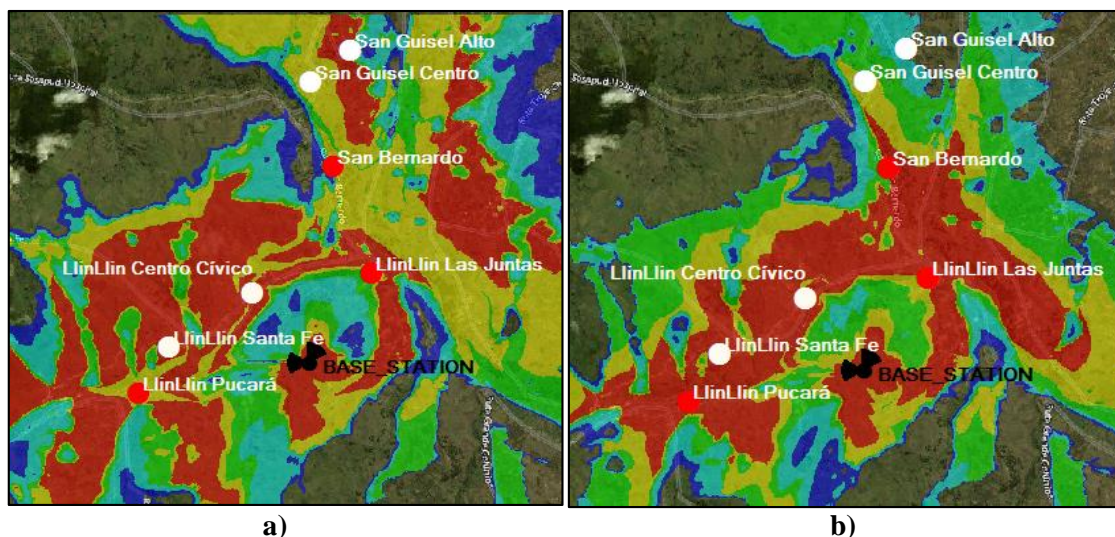 San Guisel Alto
San Guisel Centro
San Bernardo
LlinLlin Centro Cívico
LlinLlin Las Juntas
LlinLlin Santa Fe
BASE_STATION
LlinLlin Pucará
a)
San Guisel Alto
San Guisel Centro
San Bernardo
LlinLlin Centro Cívico
LlinLlin Las Juntas
LlinLlin Santa Fe
BASE_STATION
LlinLlin Pucará
b)